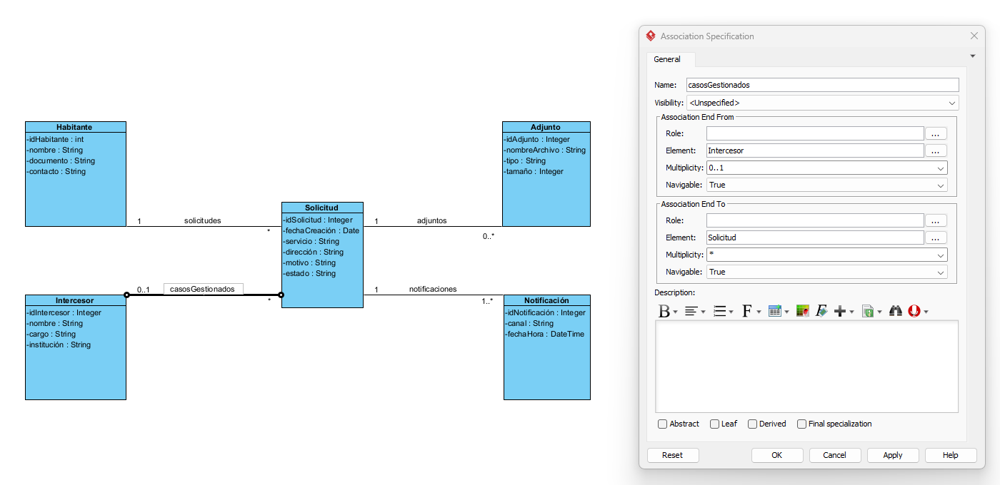 Habitante
-idHabitante : int
-nombre : String
-documento : String
-contacto : String
Adjunto
-idAdjunto : Integer
-nombreArchivo : String
-tipo : String
-tamaño : Integer
1
solicitudes
*
Solicitud
-idSolicitud : Integer
-fechaCreación : Date
-servicio : String
-dirección : String
-motivo : String
-estado : String
1
adjuntos
0..*
0..1
casosGestionados
*
1
notificaciones
1..*
Intercesor
-idIntercesor : Integer
-nombre : String
-cargo : String
-institución : String
Notificación
-idNotificación : Integer
-canal : String
-fechaHora : DateTime
Association Specification
General
Name: casosGestionados
Visibility: <Unspecified>
Association End From
Role: ...
Element: Intercesor ...
Multiplicity: 0..1
Navigable: True
Association End To
Role: ...
Element: Solicitud ...
Multiplicity: *
Navigable: True
Description:
B F F
Abstract Leaf Derived Final specialization
Reset OK Cancel Apply Help